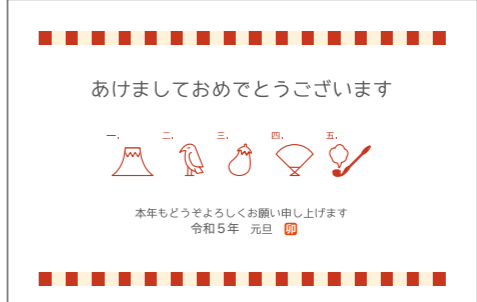 あけましておめでとうございます
一. 二. 三. 四. 五.
本年もどうぞよろしくお願い申し上げます
令和5年 元旦 卯